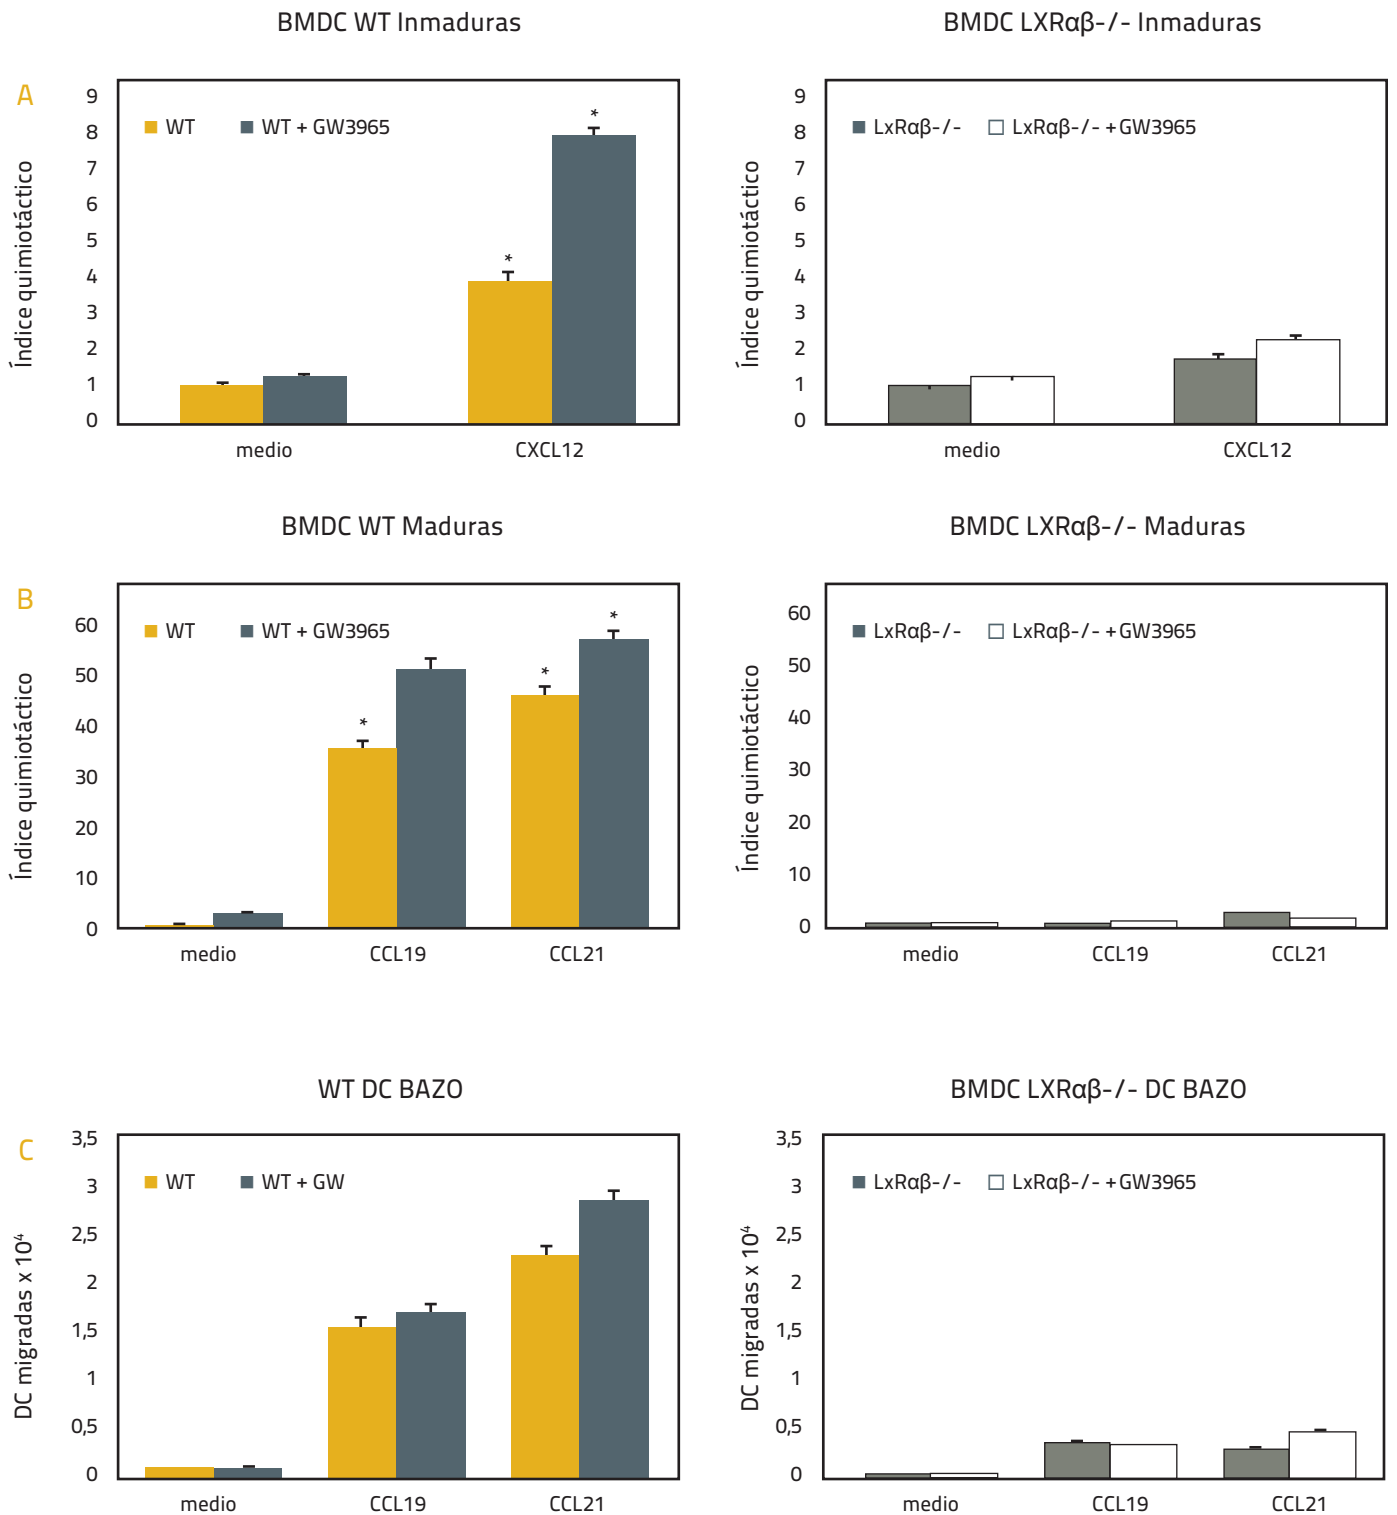 BMDC WT Inmaduras
A
Índice quimiotáctico
9
8
7
6
5
4
3
2
1
0
WT
WT + GW3965
*
*
medio
CXCL12
BMDC LXRαβ-/- Inmaduras
Índice quimiotáctico
9
8
7
6
5
4
3
2
1
0
LxRαβ-/-
LxRαβ-/- +GW3965
medio
CXCL12
BMDC WT Maduras
B
Índice quimiotáctico
60
50
40
30
20
10
0
WT
WT + GW3965
*
*
*
medio
CCL19
CCL21
BMDC LXRαβ-/- Maduras
Índice quimiotáctico
60
50
40
30
20
10
0
LxRαβ-/-
LxRαβ-/- +GW3965
medio
CCL19
CCL21
WT DC BAZO
C
DC migradas x 10⁴
3,5
3
2,5
2
1,5
1
0,5
0
WT
WT + GW
medio
CCL19
CCL21
BMDC LXRαβ-/- DC BAZO
DC migradas x 10⁴
3,5
3
2,5
2
1,5
1
0,5
0
LxRαβ-/-
LxRαβ-/- +GW3965
medio
CCL19
CCL21